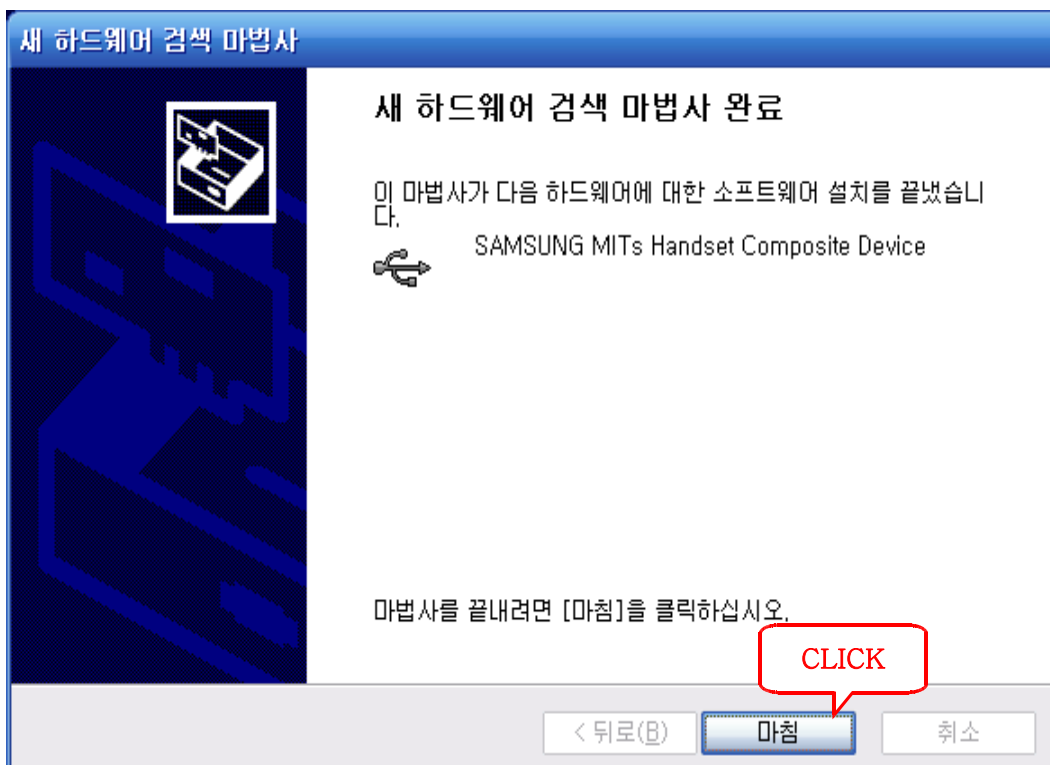 새 하드웨어 검색 마법사
새 하드웨어 검색 마법사 완료
이 마법사가 다음 하드웨어에 대한 소프트웨어 설치를 끝냈습니
다.
SAMSUNG MITs Handset Composite Device
마법사를 끝내려면 [마침]을 클릭하십시오.
CLICK
< 뒤로(B) 마침 취소